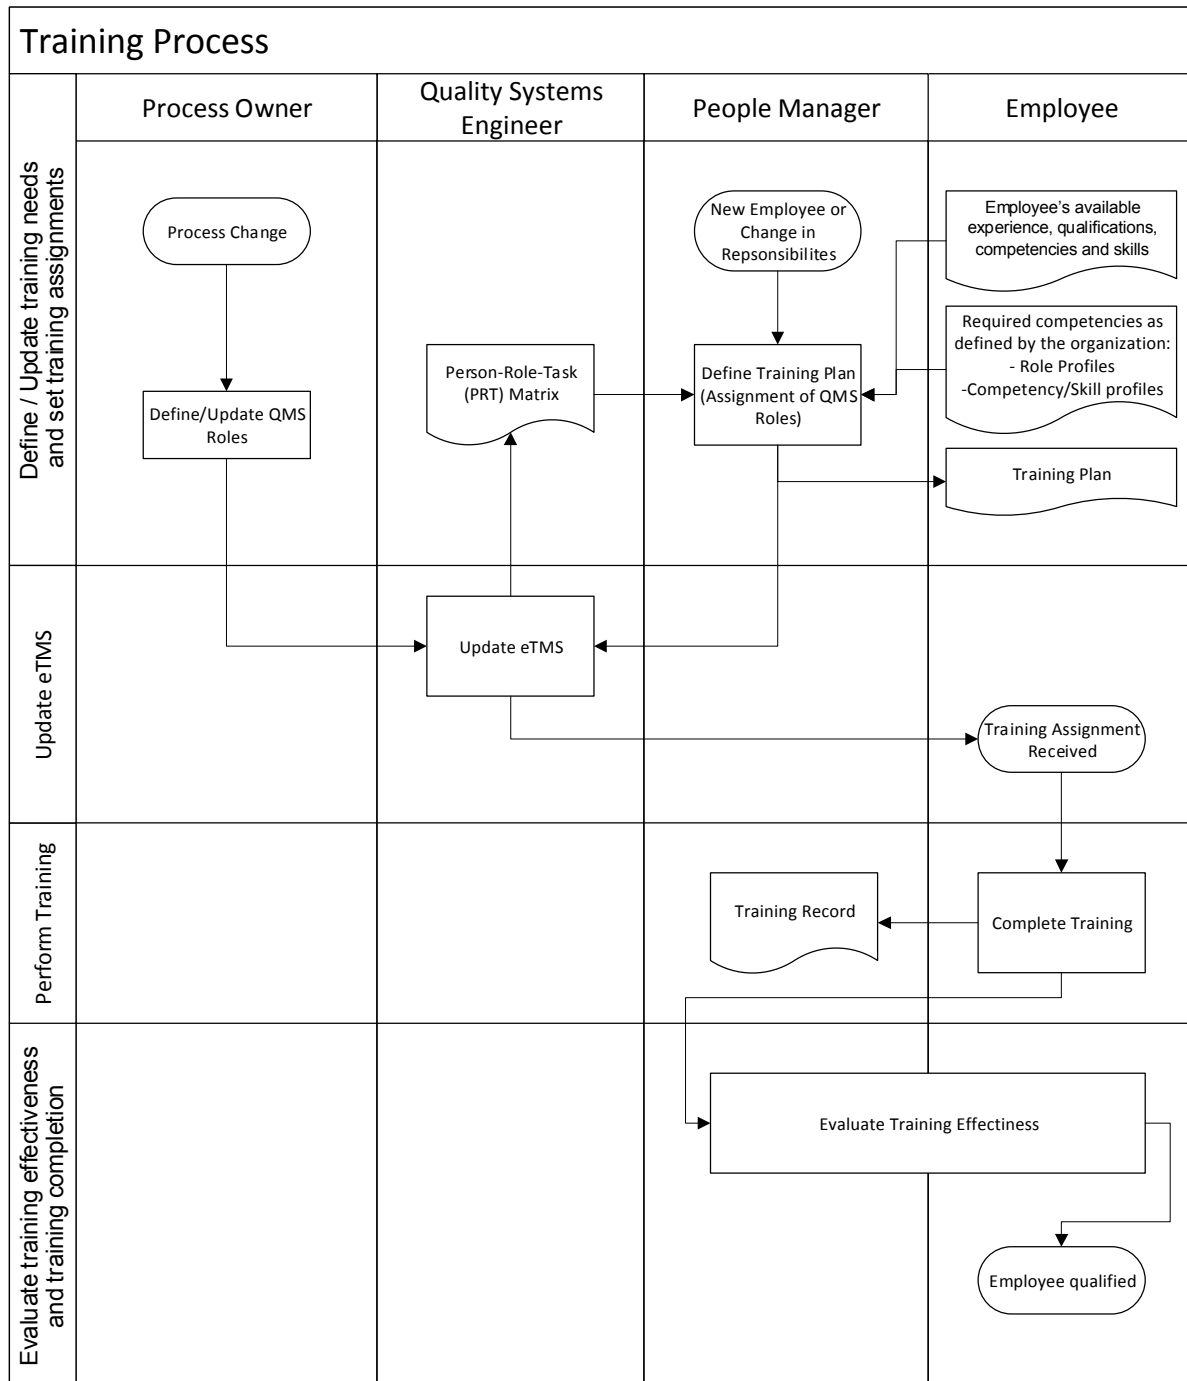 Training Process
Process Owner
Quality Systems
Engineer
People Manager
Employee
Define / Update training needs
and set training assignments
Process Change
New Employee or
Change in
Repsonsibilites
Employee's available
experience, qualifications,
competencies and skills
Required competencies as
defined by the organization:
- Role Profiles
-Competency/Skill profiles
Person-Role-Task
(PRT) Matrix
Define Training Plan
(Assignment of QMS
Roles)
Define/Update QMS
Roles
Training Plan
Update eTMS
Update eTMS
Training Assignment
Received
Perform Training
Training Record
Complete Training
Evaluate training effectiveness
and training completion
Evaluate Training Effectiness
Employee qualified